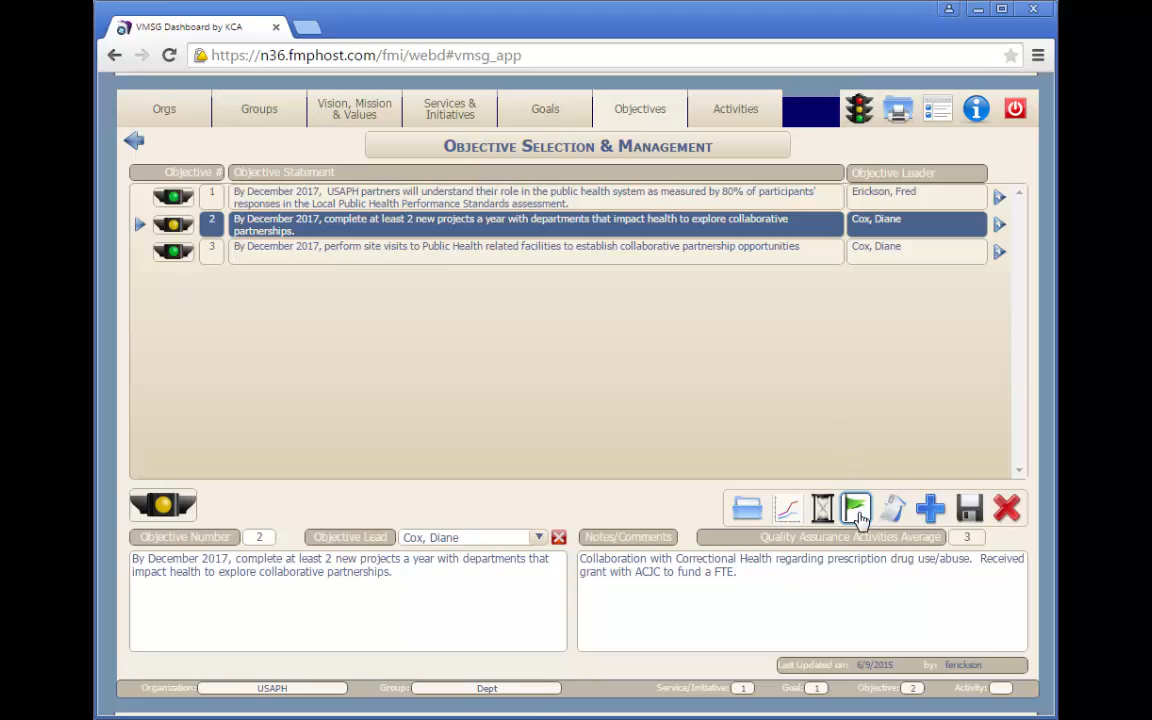 VMSG Dashboard by KCA
https://n36.fmphost.com/fmi/webd#vmsg_app
Orgs
Groups
Vision, Mission
& Values
Services &
Initiatives
Goals
Objectives
Activities
OBJECTIVE SELECTION & MANAGEMENT
Objective # Objective Statement Objective Leader
1 By December 2017, USAPH partners will understand their role in the public health system as measured by 80% of participants' Erickson, Fred
responses in the Local Public Health Performance Standards assessment.
2 By December 2017, complete at least 2 new projects a year with departments that impact health to explore collaborative Cox, Diane
partnerships.
3 By December 2017, perform site visits to Public Health related facilities to establish collaborative partnership opportunities Cox, Diane
Objective Number 2 Objective Lead Cox, Diane Notes/Comments Quality Assurance Activities Average 3
By December 2017, complete at least 2 new projects a year with departments that
impact health to explore collaborative partnerships.
Collaboration with Correctional Health regarding prescription drug use/abuse. Received
grant with ACJC to fund a FTE.
Last Updated on: 6/9/2015 by: ferickson
Organization: USAPH Group: Dept Service/Initiative: 1 Goal: 1 Objective: 2 Activity: